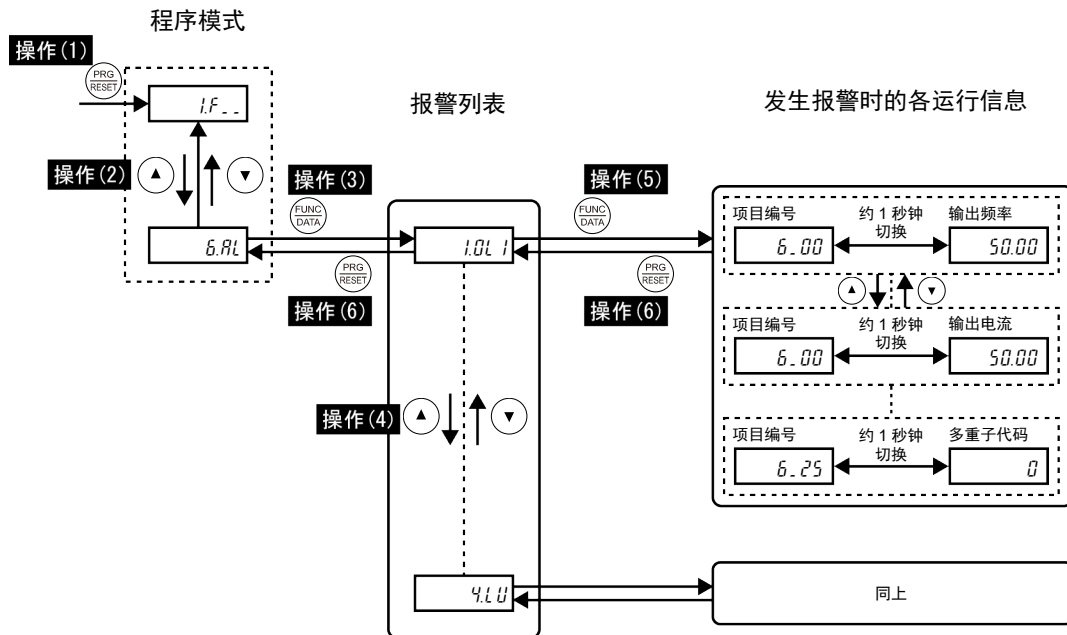 程序模式
操作(1)
PRG
RESET
1.F_ _
操作(2)
6.AL
报警列表
操作(3)
FUNC
DATA
PRG
RESET
操作(6)
1.OL1
操作(4)
4.LU
发生报警时的各运行信息
操作(5)
FUNC
DATA
PRG
RESET
操作(6)
项目编号
约 1 秒钟
切换
输出频率
6_00
50.00
项目编号
约 1 秒钟
切换
输出电流
6_00
50.00
项目编号
约 1 秒钟
切换
多重子代码
6_25
0
同上